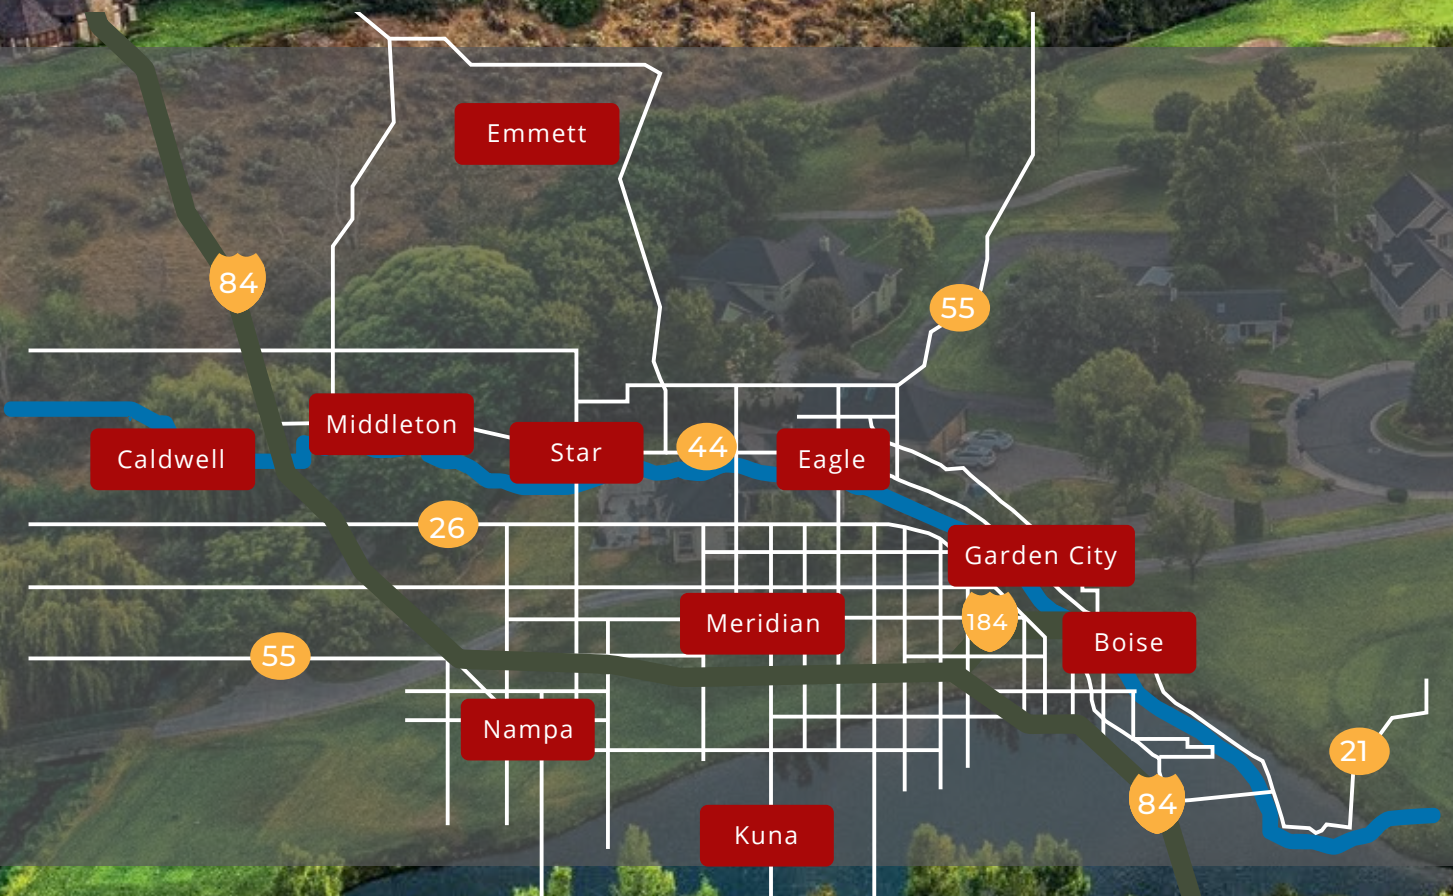 Emmett
84
55
Middleton
Caldwell
Star
44
Eagle
26
Garden City
Meridian
184
Boise
55
Nampa
21
84
Kuna